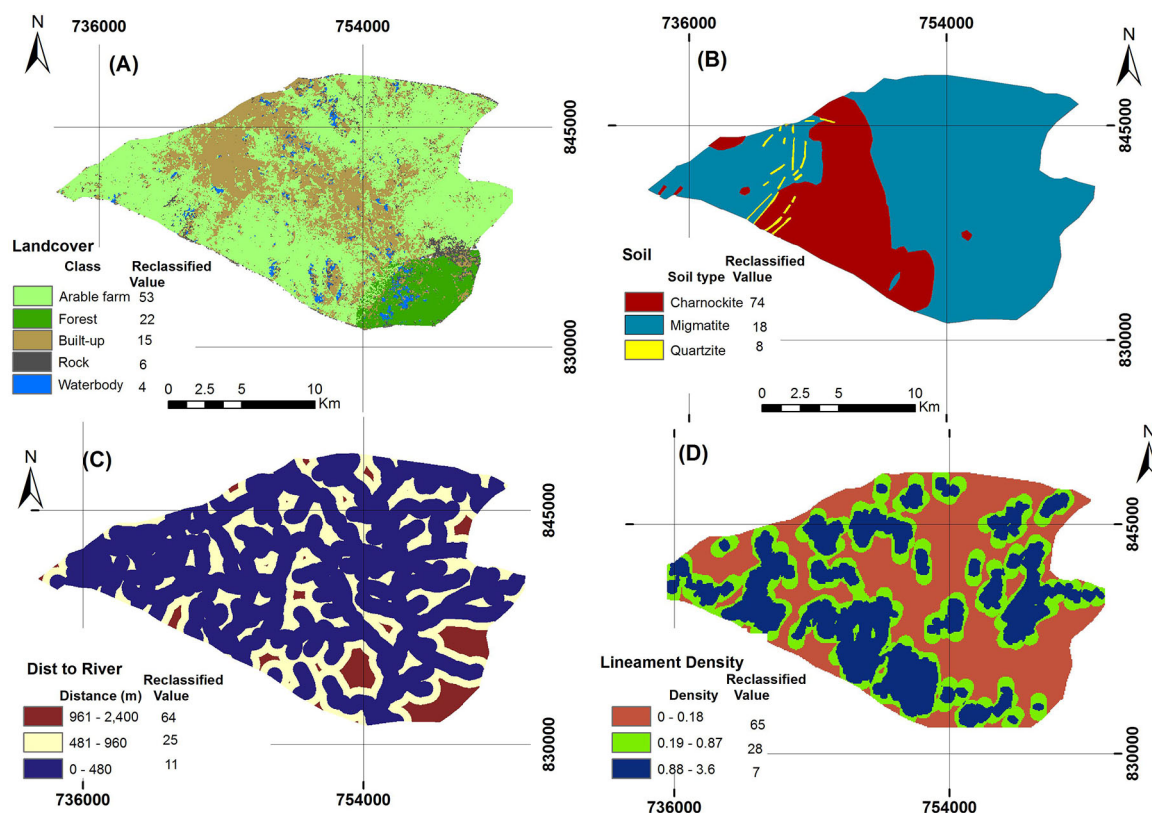 736000 754000
N
(A)
845000
Landcover
Class Reclassified Value
Arable farm 53
Forest 22
Built-up 15
Rock 6
Waterbody 4
0 2.5 5 10
Km
830000
736000 754000
N
(B)
845000
Soil
Soil type Reclassified Vallue
Charnockite 74
Migmatite 18
Quartzite 8
0 2.5 5 10
Km
830000
N
(C)
845000
Dist to River
Distance (m) Reclassified Value
961 - 2,400 64
481 - 960 25
0 - 480 11
830000
736000 754000
N
(D)
845000
Lineament Density
Density Reclassified Value
0 - 0.18 65
0.19 - 0.87 28
0.88 - 3.6 7
830000
736000 754000